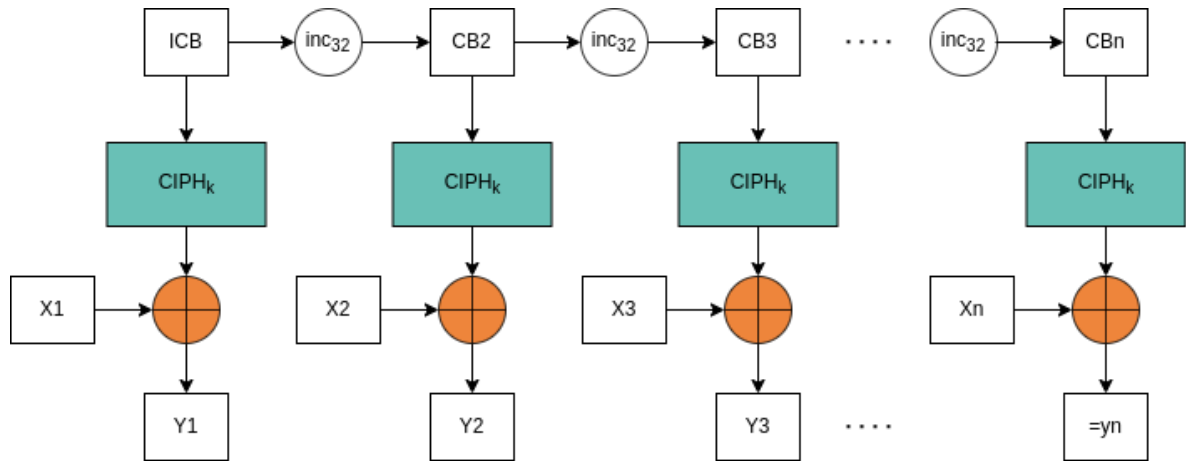 ICB inc32 CB2 inc32 CB3 .... inc32 CBn
CIPHk CIPHk CIPHk CIPHk
X1 X2 X3 Xn
Y1 Y2 Y3 .... =yn